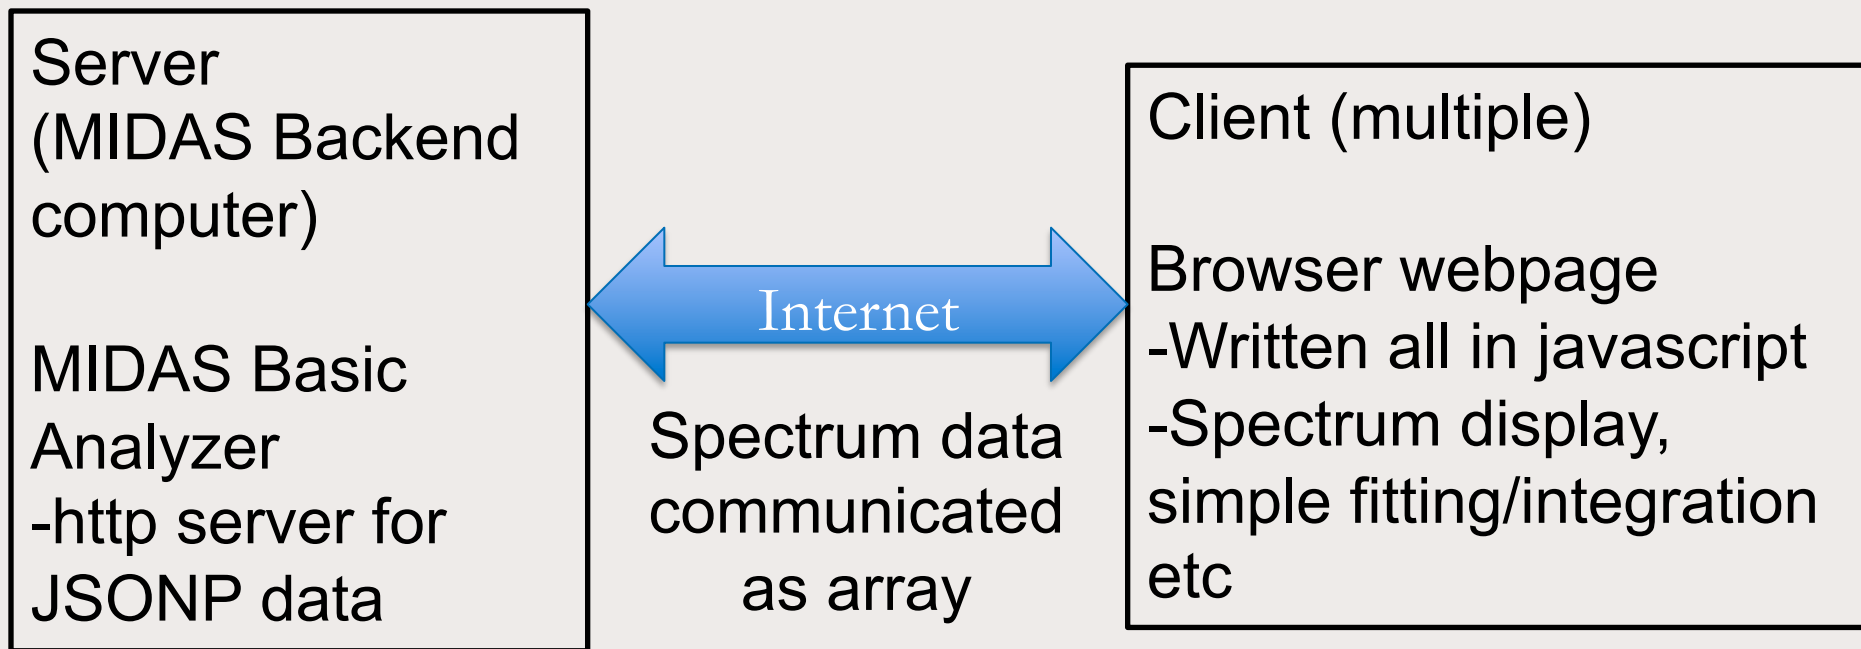 Server
(MIDAS Backend
computer)
MIDAS Basic
Analyzer
-http server for
JSONP data
Internet
Spectrum data
communicated
as array
Client (multiple)
Browser webpage
-Written all in javascript
-Spectrum display,
simple fitting/integration
etc